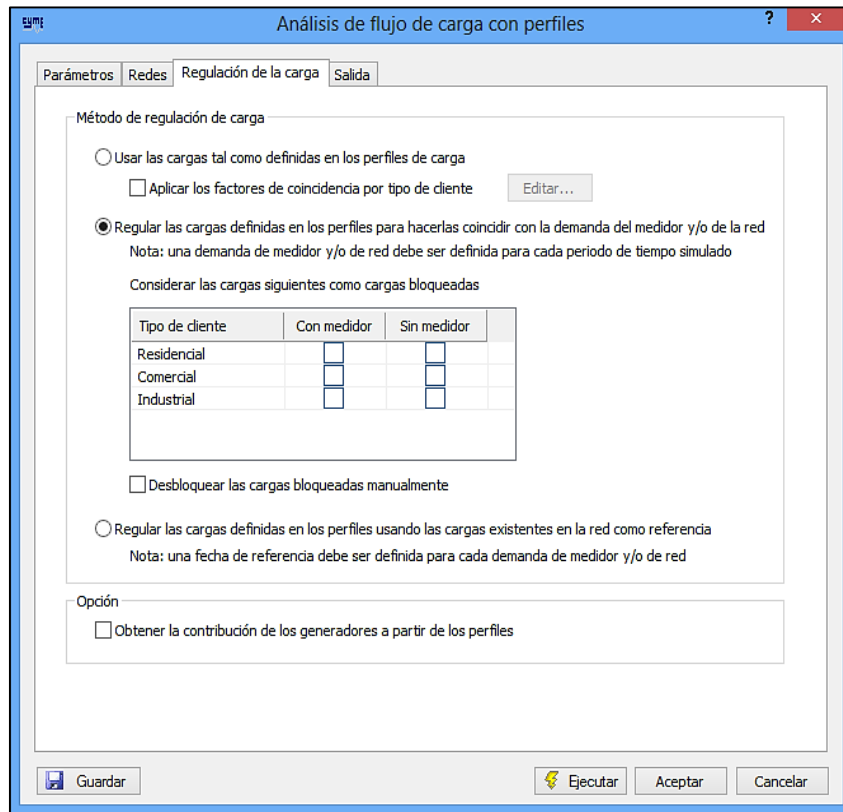 CYME
Análisis de flujo de carga con perfiles
?
Parámetros
Redes
Regulación de la carga
Salida
Método de regulación de carga
Usar las cargas tal como definidas en los perfiles de carga
Aplicar los factores de coincidencia por tipo de cliente
Editar...
Regular las cargas definidas en los perfiles para hacerlas coincidir con la demanda del medidor y/o de la red
Nota: una demanda de medidor y/o de red debe ser definida para cada periodo de tiempo simulado
Considerar las cargas siguientes como cargas bloqueadas
Tipo de cliente Con medidor Sin medidor
Residencial
Comercial
Industrial
Desbloquear las cargas bloqueadas manualmente
Regular las cargas definidas en los perfiles usando las cargas existentes en la red como referencia
Nota: una fecha de referencia debe ser definida para cada demanda de medidor y/o de red
Opción
Obtener la contribución de los generadores a partir de los perfiles
Guardar
Ejecutar
Aceptar
Cancelar